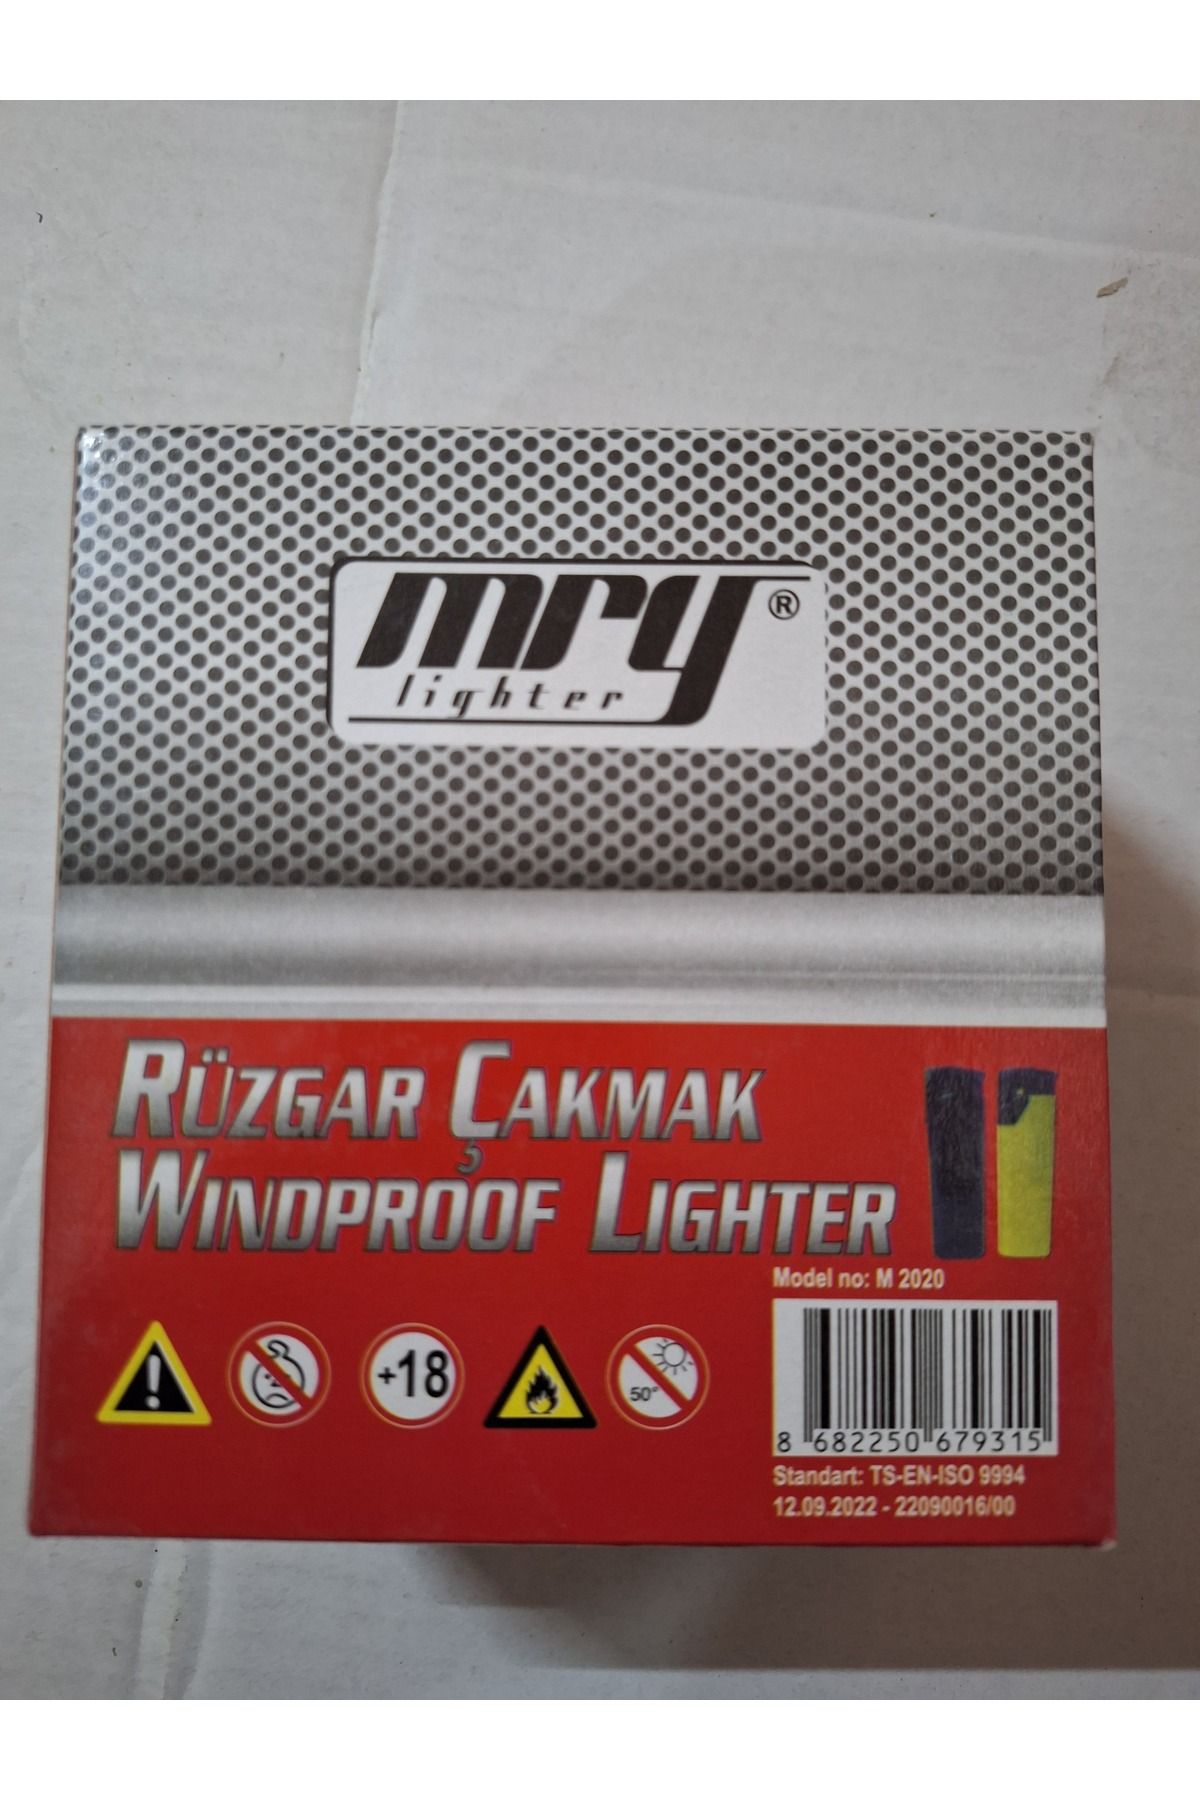 mry®
lighter
RÜZGAR ÇAKMAK
WINDPROOF LIGHTER
Model no: M 2020
+18
50°
8 682250 679315
Standart: TS-EN-ISO 9994
12.09.2022 - 22090016/00